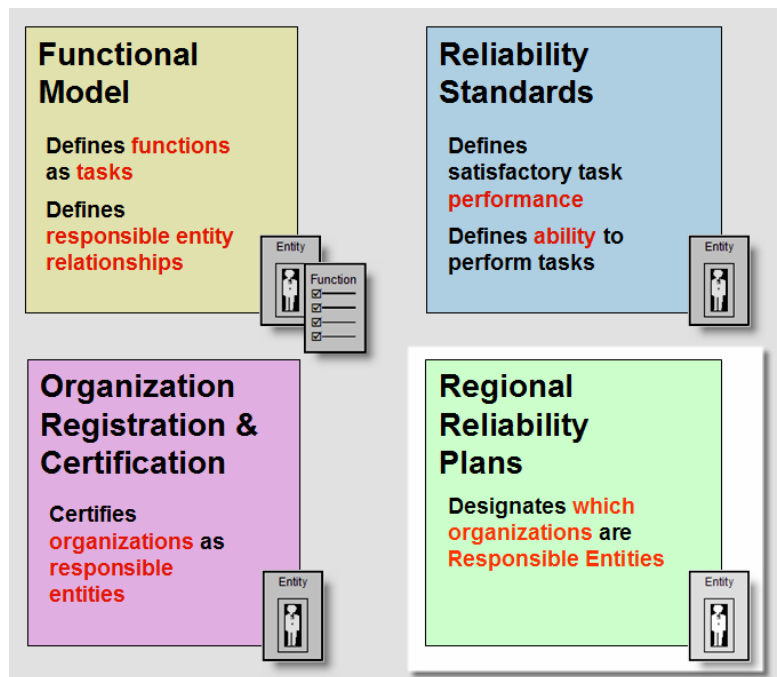 Functional
Model
Defines functions
as tasks
Defines
responsible entity
relationships
Entity
Function
Reliability
Standards
Defines
satisfactory task
performance
Defines ability to
perform tasks
Entity
Organization
Registration &
Certification
Certifies
organizations as
responsible
entities
Entity
Regional
Reliability
Plans
Designates which
organizations are
Responsible Entities
Entity